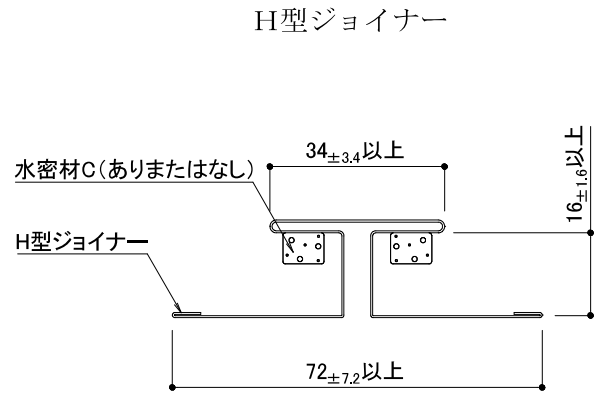 H型ジョイナー
34±3.4以上
水密材C(ありまたはなし)
16±1.6以上
H型ジョイナー
72±7.2以上